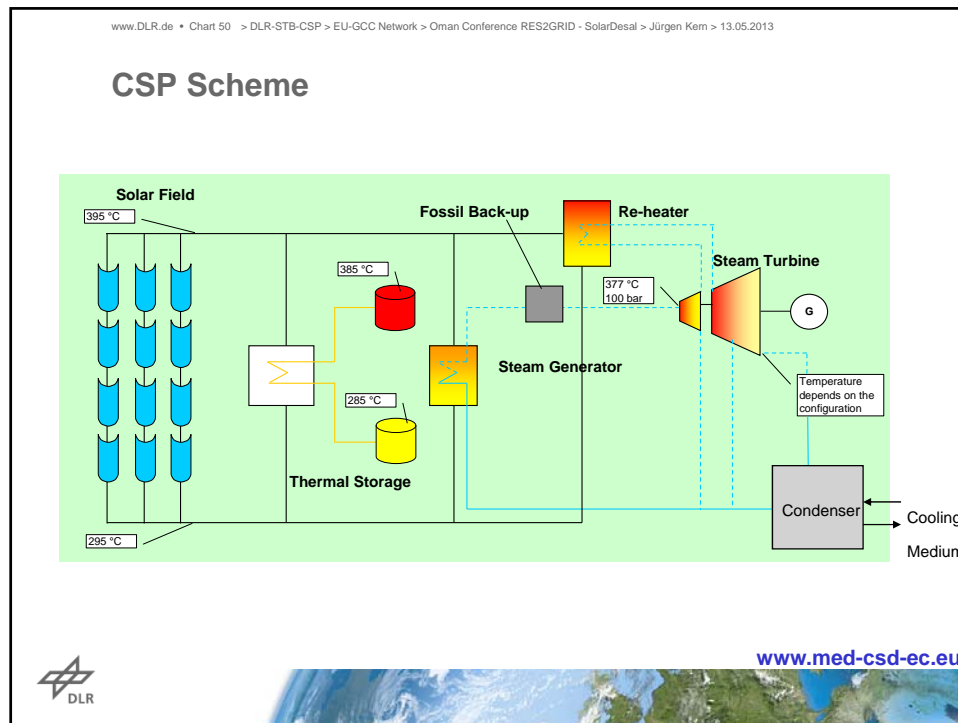 www.DLR.de • Chart 50 > DLR-STB-CSP > EU-GCC Network > Oman Conference RES2GRID - SolarDesal > Jürgen Kern > 13.05.2013
CSP Scheme
Solar Field
395 °C
Fossil Back-up
Re-heater
Steam Turbine
385 °C
377 °C
100 bar
G
Steam Generator
Temperature
depends on the
configuration
285 °C
Thermal Storage
Condenser
Cooling
Medium
295 °C
www.med-csd-ec.eu
DLR